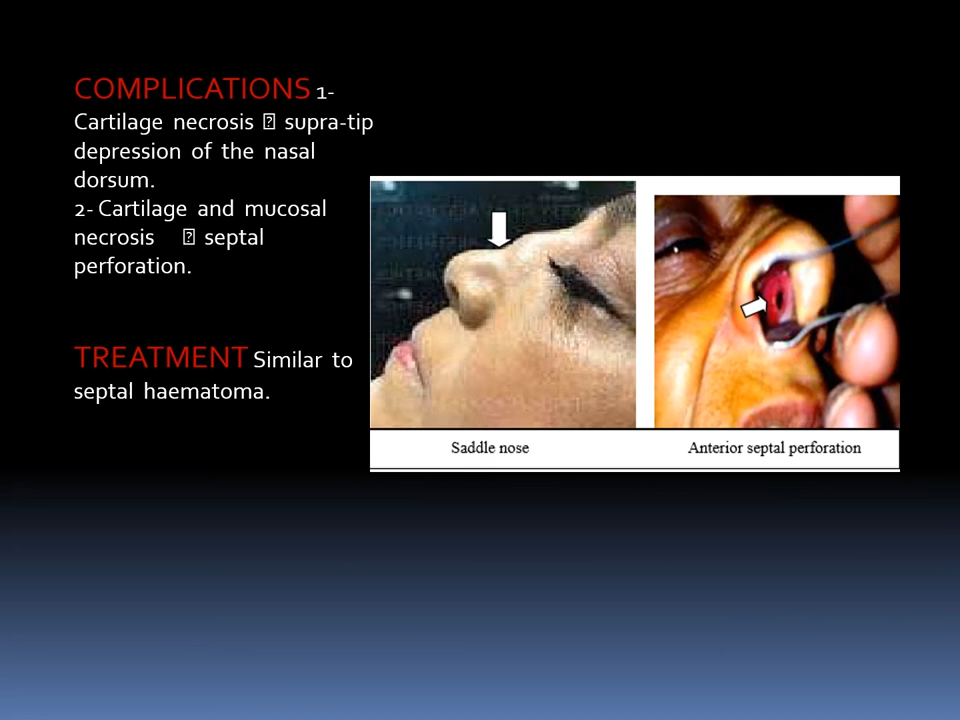 COMPLICATIONS 1-
Cartilage necrosis � supra-tip
depression of the nasal
dorsum.
2- Cartilage and mucosal
necrosis � septal
perforation.
TREATMENT Similar to
septal haematoma.
Saddle nose
Anterior septal perforation